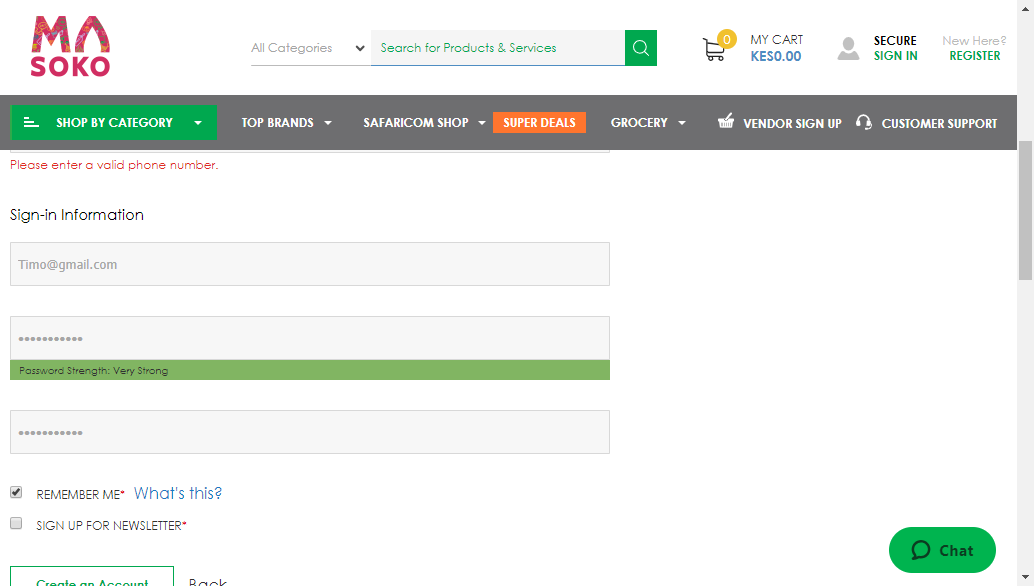 MA
SOKO
All Categories
Search for Products & Services
0
MY CART
KES0.00
SECURE
SIGN IN
New Here?
REGISTER
SHOP BY CATEGORY
TOP BRANDS
SAFARICOM SHOP
SUPER DEALS
GROCERY
VENDOR SIGN UP
CUSTOMER SUPPORT
Please enter a valid phone number.
Sign-in Information
Timo@gmail.com
•••••••••••
Password Strength: Very Strong
•••••••••••
REMEMBER ME* What's this?
SIGN UP FOR NEWSLETTER*
Chat
Create an Account Back